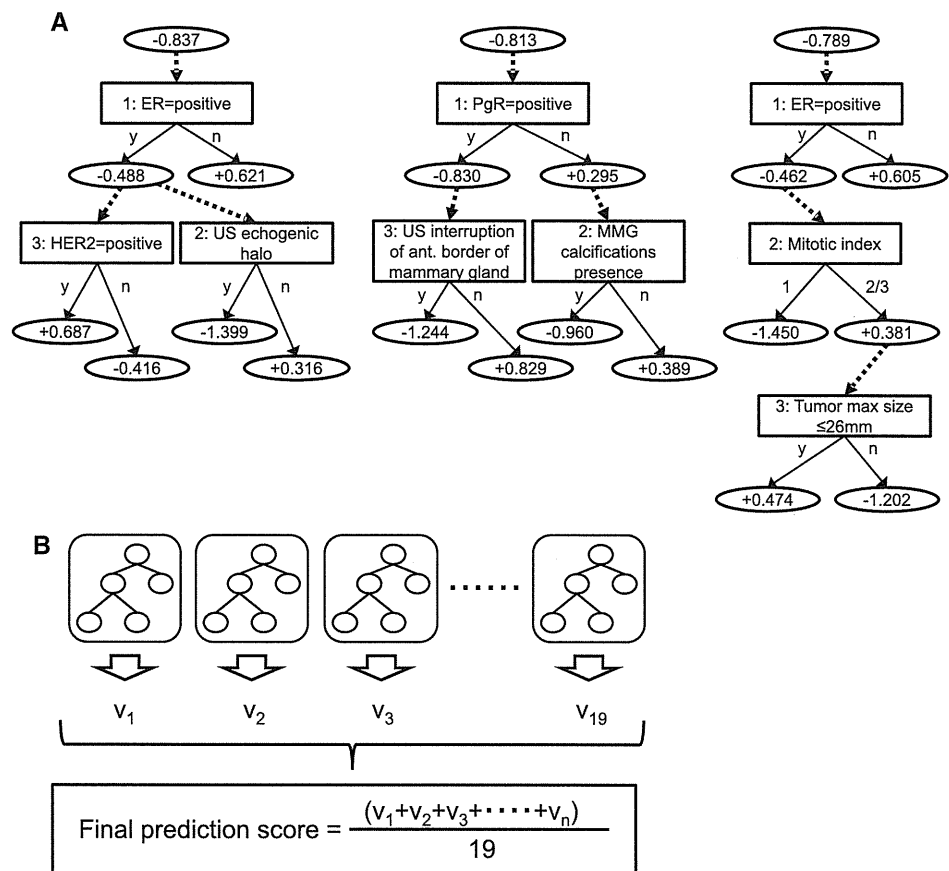 A
-0.837
1: ER=positive
y
n
-0.488
+0.621
3: HER2=positive
2: US echogenic
halo
y
n
y
n
+0.687
-0.416
-1.399
+0.316
-0.813
1: PgR=positive
y
n
-0.830
+0.295
3: US interruption
of ant. border of
mammary gland
2: MMG
calcifications
presence
y
n
y
n
-1.244
+0.829
-0.960
+0.389
-0.789
1: ER=positive
y
n
-0.462
+0.605
2: Mitotic index
1
2/3
-1.450
+0.381
3: Tumor max size
≤26mm
y
n
+0.474
-1.202
B
......
v1
v2
v3
v19
Final prediction score = (v1+v2+v3+·····+vn)
19